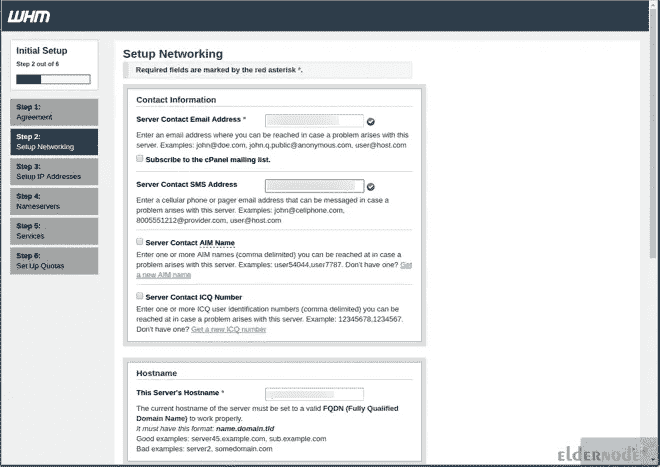 WHM
Initial Setup
Step 2 out of 6
Step 1:
Agreement
Step 2:
Setup Networking
Step 3:
Setup IP Addresses
Step 4:
Nameservers
Step 5:
Services
Step 6:
Set Up Quotas
Setup Networking
Required fields are marked by the red asterisk *.
Contact Information
Server Contact Email Address *
Enter an email address where you can be reached in case a problem arises with this
server. Examples: john@doe.com, john.q.public@anonymous.com, user@host.com
Subscribe to the cPanel mailing list.
Server Contact SMS Address
Enter a cellular phone or pager email address that can be messaged in case a
problem arises with this server. Examples: john@cellphone.com,
8005551212@provider.com, user@host.com
Server Contact AIM Name
Enter one or more AIM names (comma delimited) you can be reached at in case a
problem arises with this server. Examples: user54044,user7787. Don't have one? Get
a new AIM name
Server Contact ICQ Number
Enter one or more ICQ user identification numbers (comma delimited) you can be
reached at in case a problem arises with this server. Example: 12345678,1234567.
Don't have one? Get a new ICQ number
Hostname
This Server's Hostname *
The current hostname of the server must be set to a valid FQDN (Fully Qualified
Domain Name) to work properly.
It must have this format: name.domain.tld
Good examples: server45.example.com, sub.example.com
Bad examples: server2, somedomain.com
ELDERNODE